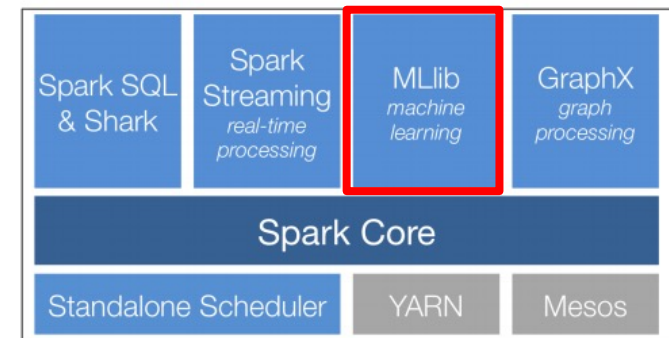 Spark SQL
& Shark
Spark
Streaming
real-time
processing
MLlib
machine
learning
GraphX
graph
processing
Spark Core
Standalone Scheduler
YARN
Mesos